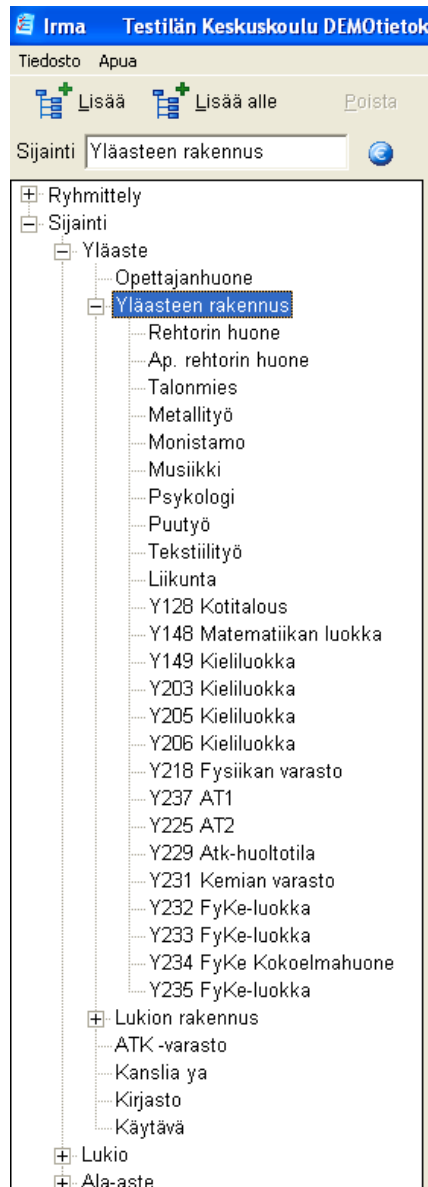 Irma Testilän Keskuskoulu DEMOtietok
Tiedosto Apua
Lisää Lisää alle Poista
Sijainti Yläasteen rakennus
Ryhmittely
Sijainti
Yläaste
Opettajanhuone
Yläasteen rakennus
Rehtorin huone
Ap. rehtorin huone
Talonmies
Metallityö
Monistamo
Musiikki
Psykologi
Puutyö
Tekstiilityö
Liikunta
Y128 Kotitalous
Y148 Matematiikan luokka
Y149 Kieliluokka
Y203 Kieliluokka
Y205 Kieliluokka
Y206 Kieliluokka
Y218 Fysiikan varasto
Y237 AT1
Y225 AT2
Y229 Atk-huoltotila
Y231 Kemian varasto
Y232 FyKe-luokka
Y233 FyKe-luokka
Y234 FyKe Kokoelmahuone
Y235 FyKe-luokka
Lukion rakennus
ATK -varasto
Kanslia ya
Kirjasto
Käytävä
Lukio
Ala-aste